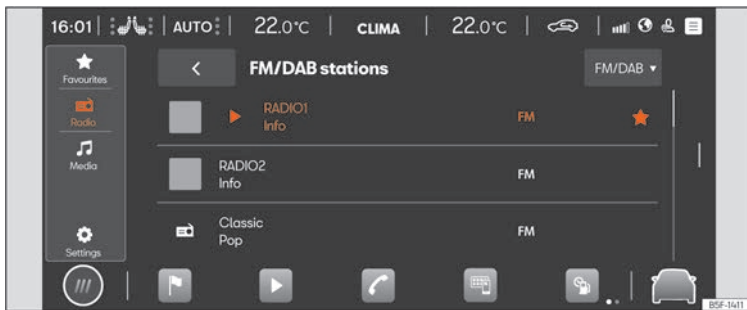 16:01 AUTO 22.0°C CLIMA 22.0°C
Favourites
Radio
Media
Settings
FM/DAB stations FM/DAB
RADIO1 FM
Info
RADIO2 FM
Info
Classic FM
Pop
B5F-1411